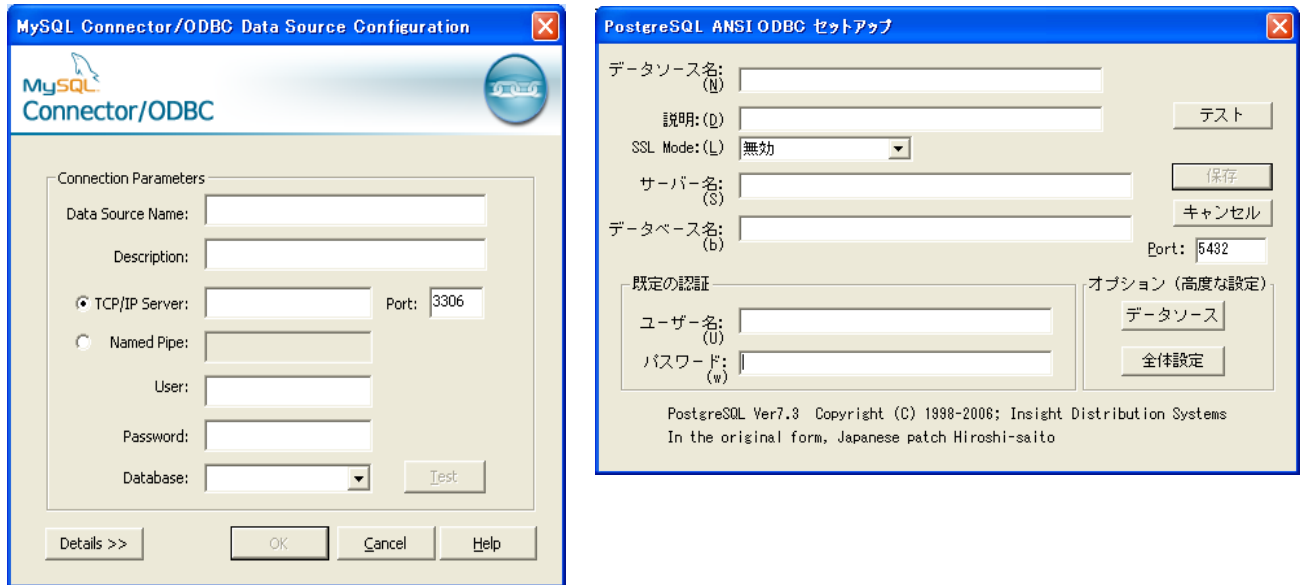 MySQL Connector/ODBC Data Source Configuration
MySQL
Connector/ODBC
Connection Parameters
Data Source Name:
Description:
TCP/IP Server:
Port: 3306
Named Pipe:
User:
Password:
Database:
Test
Details >>
OK
Cancel
Help
PostgreSQL ANSI ODBC セットアップ
データソース名:
(N)
説明:(D)
テスト
SSL Mode:(L) 無効
サーバー名:
(S)
保存
キャンセル
データベース名:
(b)
Port: 5432
既定の認証
ユーザー名:
(U)
パスワード:
(w)
オプション (高度な設定)
データソース
全体設定
PostgreSQL Ver7.3 Copyright (C) 1998-2006; Insight Distribution Systems
In the original form, Japanese patch Hiroshi-saito